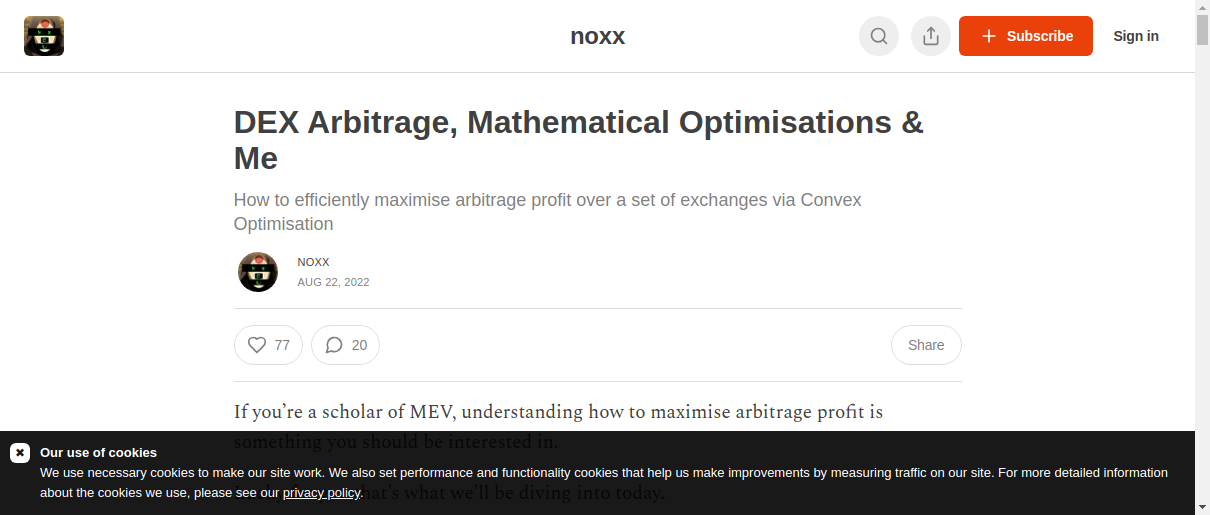 noxx
Subscribe
Sign in
DEX Arbitrage, Mathematical Optimisations &
Me
How to efficiently maximise arbitrage profit over a set of exchanges via Convex
Optimisation
NOXX
AUG 22, 2022
77
20
Share
If you’re a scholar of MEV, understanding how to maximise arbitrage profit is
something you should be interested in.
Our use of cookies
We use necessary cookies to make our site work. We also set performance and functionality cookies that help us make improvements by measuring traffic on our site. For more detailed information
about the cookies we use, please see our privacy policy.
that’s what we’ll be diving into today.